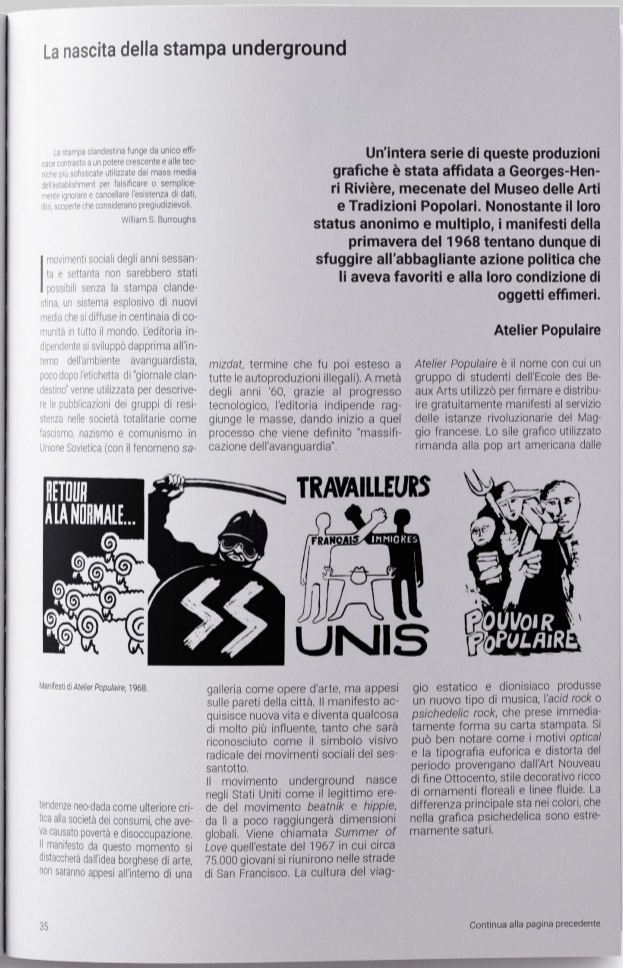 La nascita della stampa underground
La stampa clandestina funge da unico effi-
cace contrasto a un potere crescente e alle tec-
niche più sofisticate utilizzate dai mass media
dell'establishment per falsificare o semplice-
mente ignorare e cancellare l'esistenza di dati,
libri, scoperte che considerano pregiudizievoli.
William S. Burroughs
Un'intera serie di queste produzioni
grafiche è stata affidata a Georges-Hen-
ri Rivière, mecenate del Museo delle Arti
e Tradizioni Popolari. Nonostante il loro
status anonimo e multiplo, i manifesti della
primavera del 1968 tentano dunque di
sfuggire all'abbagliante azione politica che
li aveva favoriti e alla loro condizione di
oggetti effimeri.
Atelier Populaire
I movimenti sociali degli anni sessan-
ta e settanta non sarebbero stati
possibili senza la stampa clande-
stina, un sistema esplosivo di nuovi
media che si diffuse in centinaia di co-
munità in tutto il mondo. L'editoria in-
dipendente si sviluppò dapprima all'in-
terno dell'ambiente avanguardista,
poco dopo l'etichetta di "giornale clan-
destino" venne utilizzata per descrive-
re le pubblicazioni dei gruppi di resi-
stenza nelle società totalitarie come
fascismo, nazismo e comunismo in
Unione Sovietica (con il fenomeno sa-
mizdat, termine che fu poi esteso a
tutte le autoproduzioni illegali). A metà
degli anni '60, grazie al progresso
tecnologico, l'editoria indipende rag-
giunge le masse, dando inizio a quel
processo che viene definito "massifi-
cazione dell'avanguardia".
Atelier Populaire è il nome con cui un
gruppo di studenti dell'Ecole des Be-
aux Arts utilizzò per firmare e distribu-
ire gratuitamente manifesti al servizio
delle istanze rivoluzionarie del Mag-
gio francese. Lo sile grafico utilizzato
rimanda alla pop art americana dalle
RETOUR
A LA NORMALE...
SS
TRAVAILLEURS
FRANÇAIS IMMIGRES
UNIS
POUVOIR
POPULAIRE
Manifesti di Atelier Populaire, 1968.
tendenze neo-dada come ulteriore cri-
tica alla società dei consumi, che ave-
va causato povertà e disoccupazione.
Il manifesto da questo momento si
distaccherà dall'idea borghese di arte,
non saranno appesi all'interno di una
galleria come opere d'arte, ma appesi
sulle pareti della città. Il manifesto ac-
quisisce nuova vita e diventa qualcosa
di molto più influente, tanto che sarà
riconosciuto come il simbolo visivo
radicale dei movimenti sociali del ses-
santotto.
Il movimento underground nasce
negli Stati Uniti come il legittimo ere-
de del movimento beatnik e hippie,
da lì a poco raggiungerà dimensioni
globali. Viene chiamata Summer of
Love quell'estate del 1967 in cui circa
75.000 giovani si riunirono nelle strade
di San Francisco. La cultura del viag-
gio estatico e dionisiaco produsse
un nuovo tipo di musica, l'acid rock o
psichedelic rock, che prese immedia-
tamente forma su carta stampata. Si
può ben notare come i motivi optical
e la tipografia euforica e distorta del
periodo provengano dall'Art Nouveau
di fine Ottocento, stile decorativo ricco
di ornamenti floreali e linee fluide. La
differenza principale sta nei colori, che
nella grafica psichedelica sono estre-
mamente saturi.
35
Continua alla pagina precedente